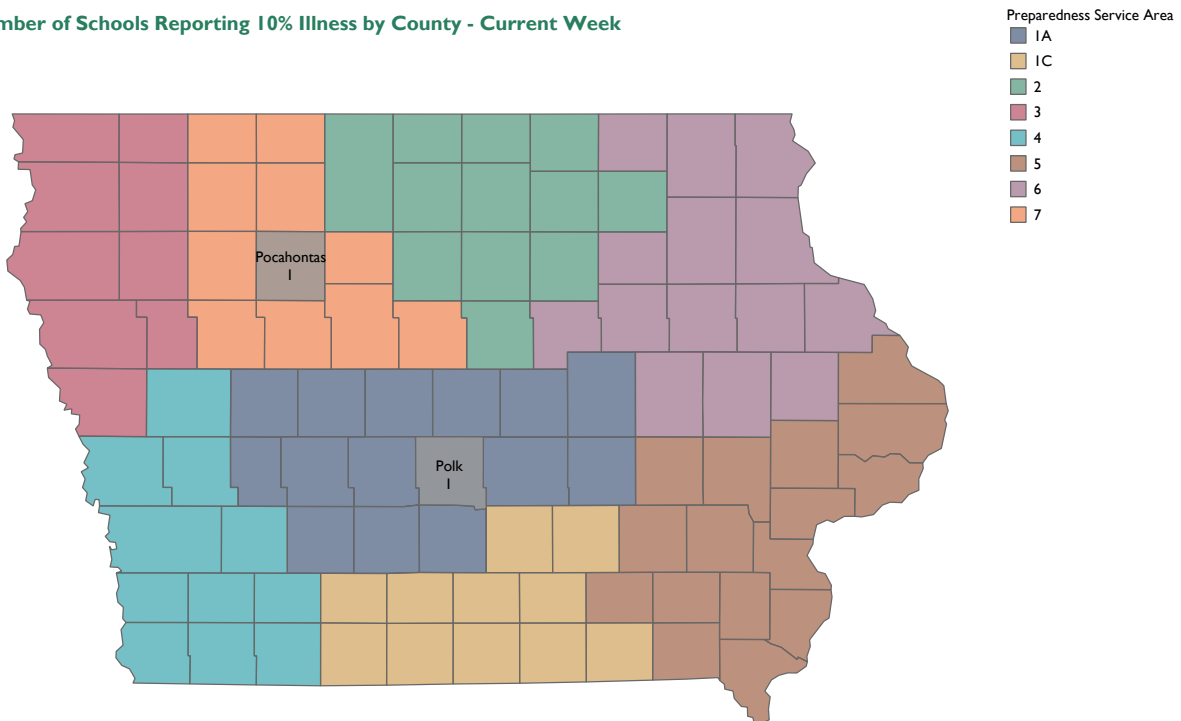 mber of Schools Reporting 10% Illness by County - Current Week
Preparedness Service Area
1A
1C
2
3
4
5
6
7
Pocahontas
1
Polk
1